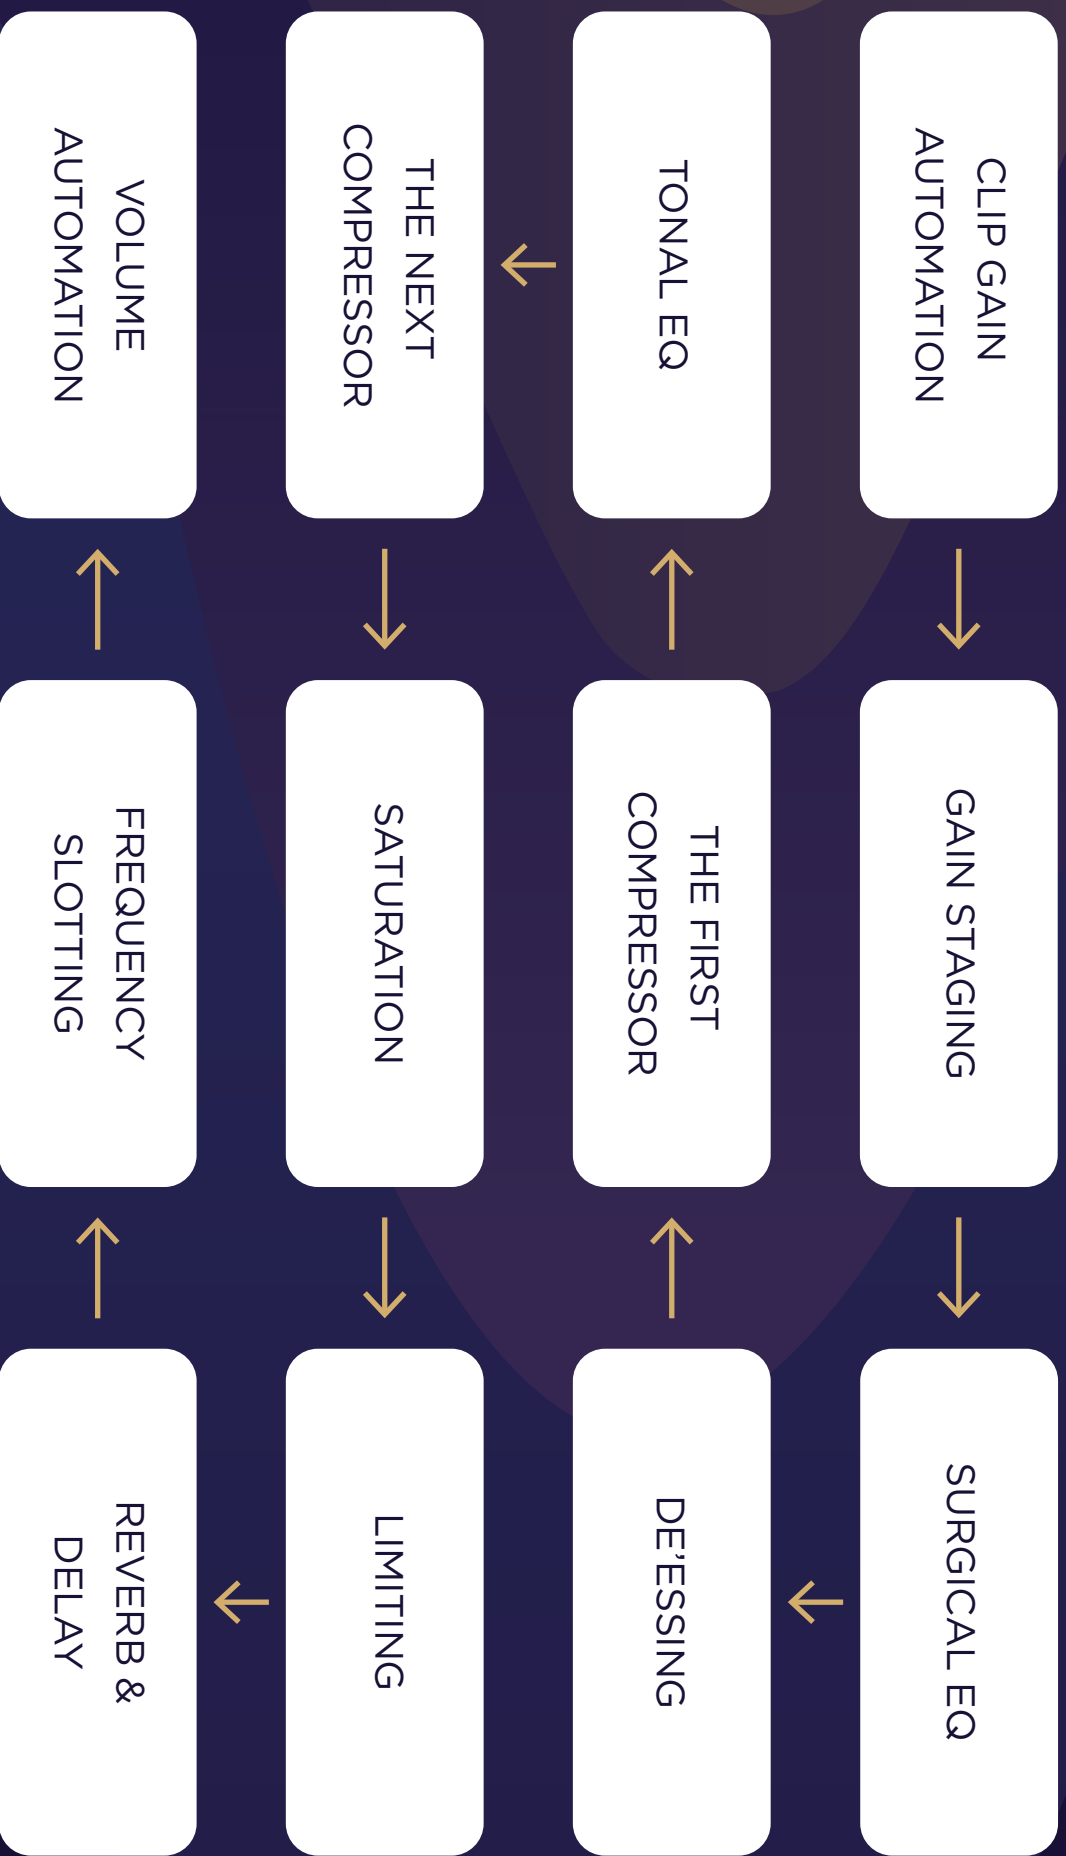 CLIP GAIN
AUTOMATION
GAIN STAGING
SURGICAL EQ
DE’ESSING
THE FIRST
COMPRESSOR
TONAL EQ
THE NEXT
COMPRESSOR
SATURATION
LIMITING
REVERB &
DELAY
FREQUENCY
SLOTTING
VOLUME
AUTOMATION